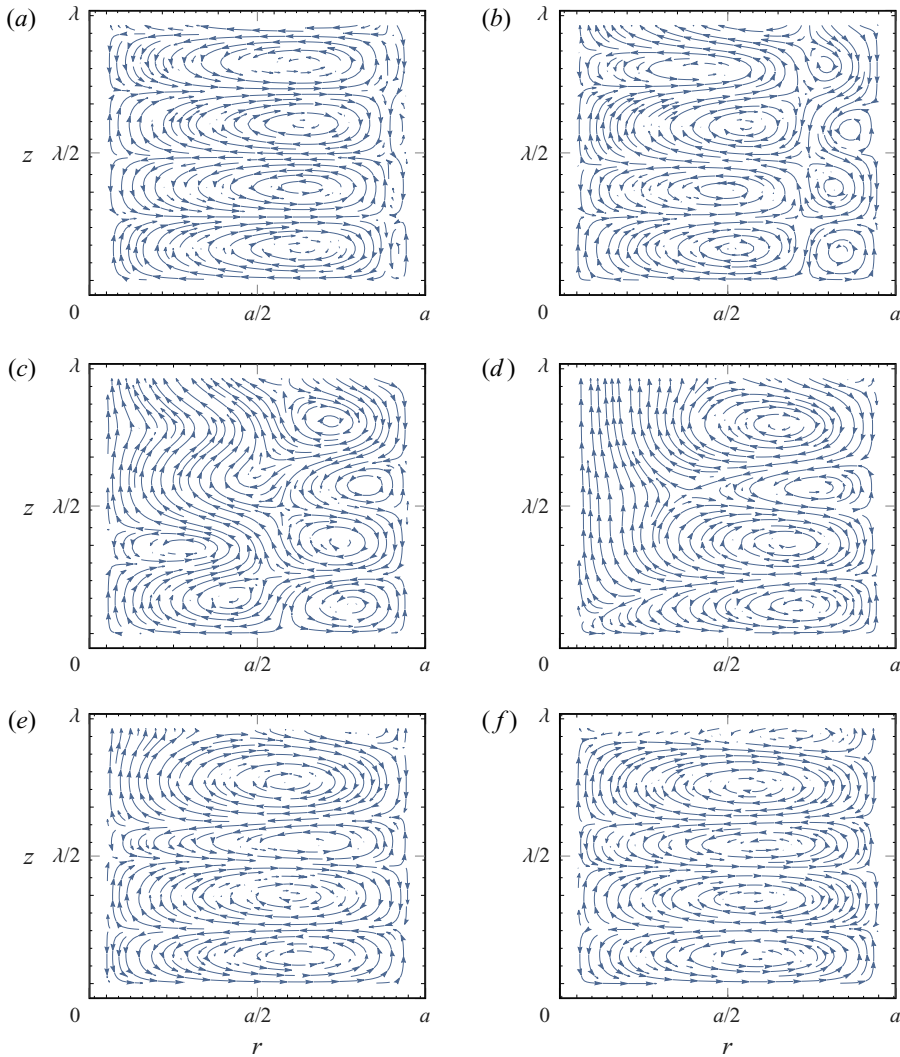 (a) (b)
λ λ
z λ/2 λ/2
0 a/2 a 0 a/2 a
(c) (d)
λ λ
z λ/2 λ/2
0 a/2 a 0 a/2 a
(e) (f)
λ λ
z λ/2 λ/2
0 a/2 a 0 a/2 a
r r